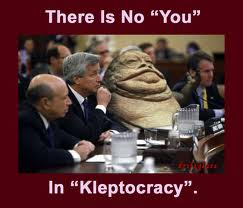 There Is No “You”
In “Kleptocracy”.